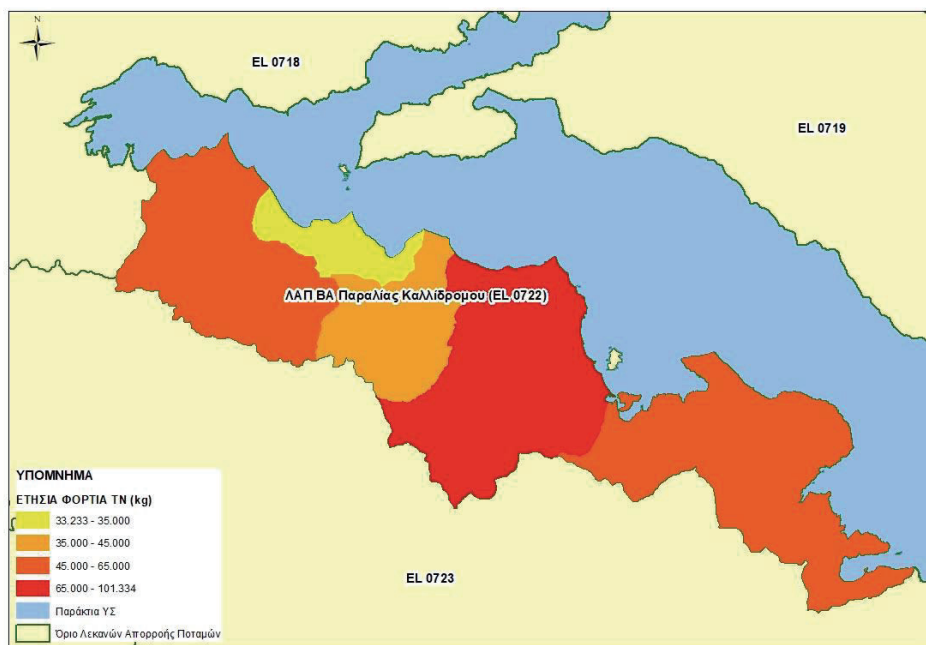 N
EL 0718
EL 0719
ΛΑΠ ΒΑ Παραλίας Καλλίδρομου (EL 0722)
EL 0723
ΥΠΟΜΝΗΜΑ
ΕΤΗΣΙΑ ΦΟΡΤΙΑ TN (kg)
33.233 - 35.000
35.000 - 45.000
45.000 - 65.000
65.000 - 101.334
Παράκτια ΥΣ
Όριο Λεκανών Απορροής Ποταμών